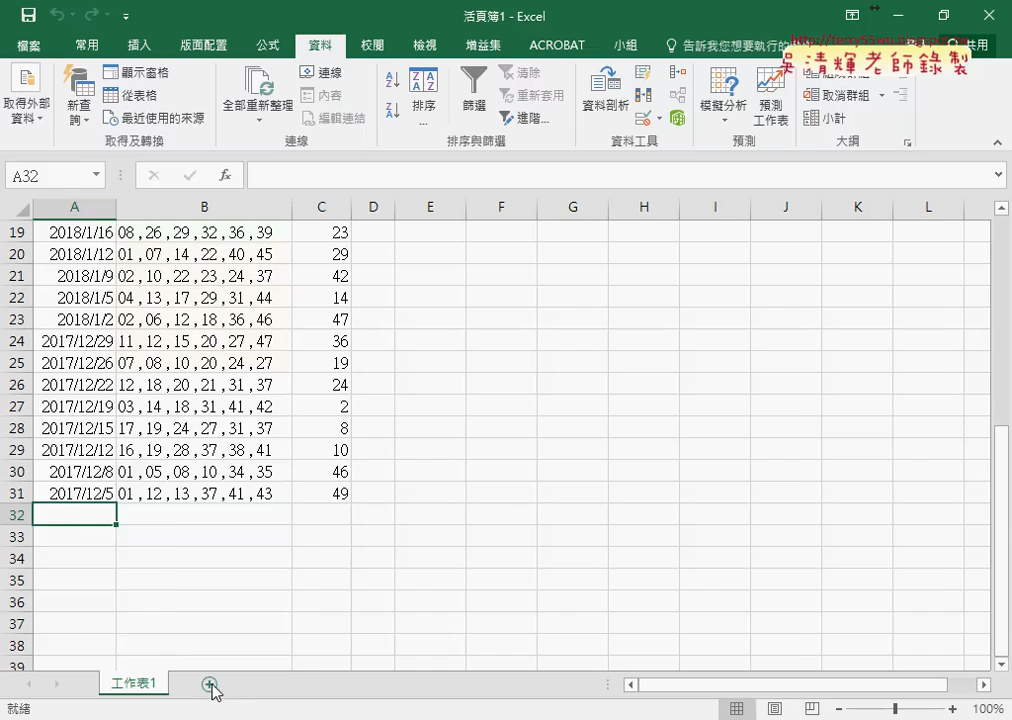 活頁簿1 - Excel
檔案 常用 插入 版面配置 公式 資料 校閱 檢視 增益集 ACROBAT 小組 告訴我您想要執行的 共用
吳清輝老師錄製
取得外部資料 新查詢 顯示窗格 從表格 最近使用的來源
全部重新整理 連線 內容 編輯連結
排序... 篩選 清除 重新套用 進階...
資料剖析 模擬分析 預測工作表
取消群組 小計
取得及轉換 連線 排序與篩選 資料工具 預測 大綱
A32 fx
A B C D E F G H I J K L
19 2018/1/16 08 , 26 , 29 , 32 , 36 , 39 23
20 2018/1/12 01 , 07 , 14 , 22 , 40 , 45 29
21 2018/1/9 02 , 10 , 22 , 23 , 24 , 37 42
22 2018/1/5 04 , 13 , 17 , 29 , 31 , 44 14
23 2018/1/2 02 , 06 , 12 , 18 , 36 , 46 47
24 2017/12/29 11 , 12 , 15 , 20 , 27 , 47 36
25 2017/12/26 07 , 08 , 10 , 20 , 24 , 27 19
26 2017/12/22 12 , 18 , 20 , 21 , 31 , 37 24
27 2017/12/19 03 , 14 , 18 , 31 , 41 , 42 2
28 2017/12/15 17 , 19 , 24 , 27 , 31 , 37 8
29 2017/12/12 16 , 19 , 28 , 37 , 38 , 41 10
30 2017/12/8 01 , 05 , 08 , 10 , 34 , 35 46
31 2017/12/5 01 , 12 , 13 , 37 , 41 , 43 49
32
33
34
35
36
37
38
39
工作表1
就緒 100%